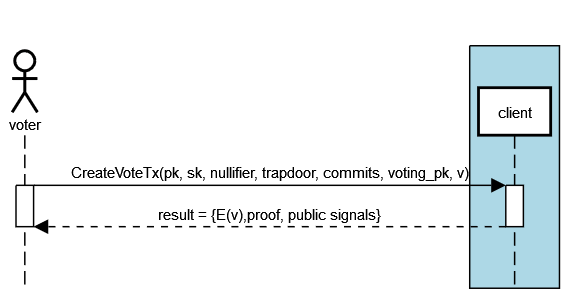 voter
client
CreateVoteTx(pk, sk, nullifier, trapdoor, commits, voting_pk, v)
result = {E(v),proof, public signals}